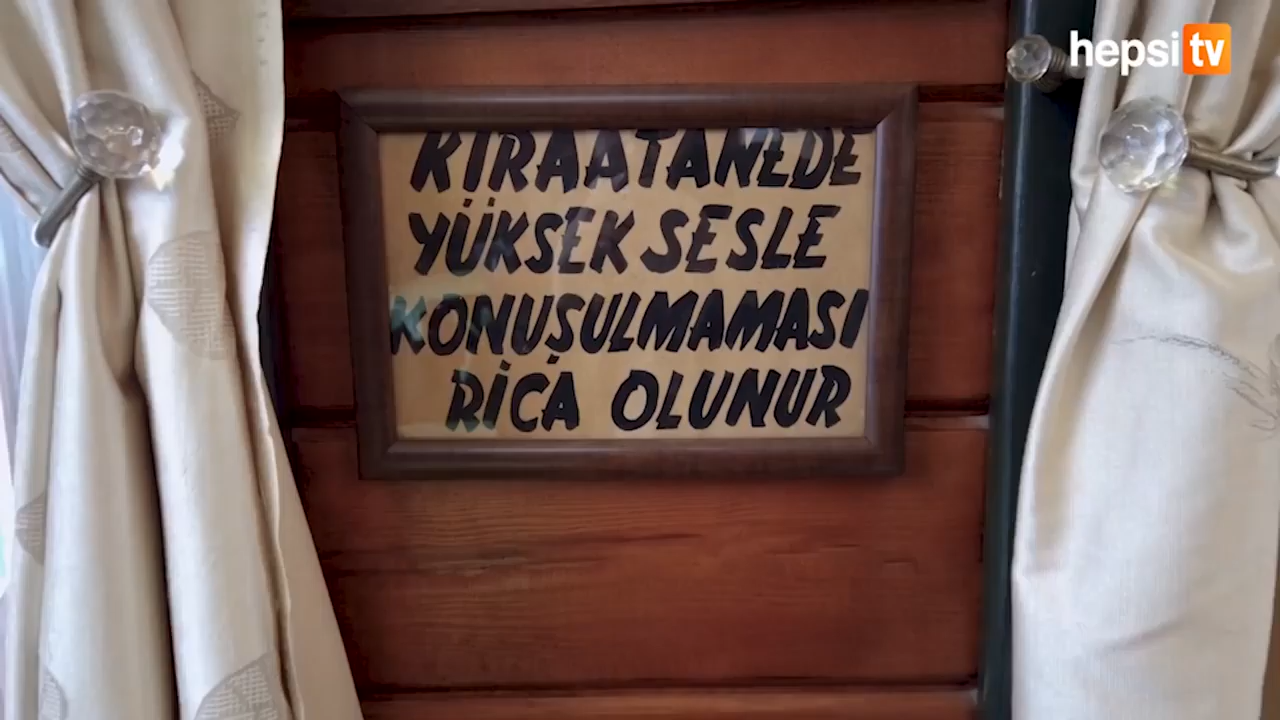 hepsi tv
KIRAATANEDE
YÜKSEK SESLE
KONUŞULMAMASI
RİCA OLUNUR